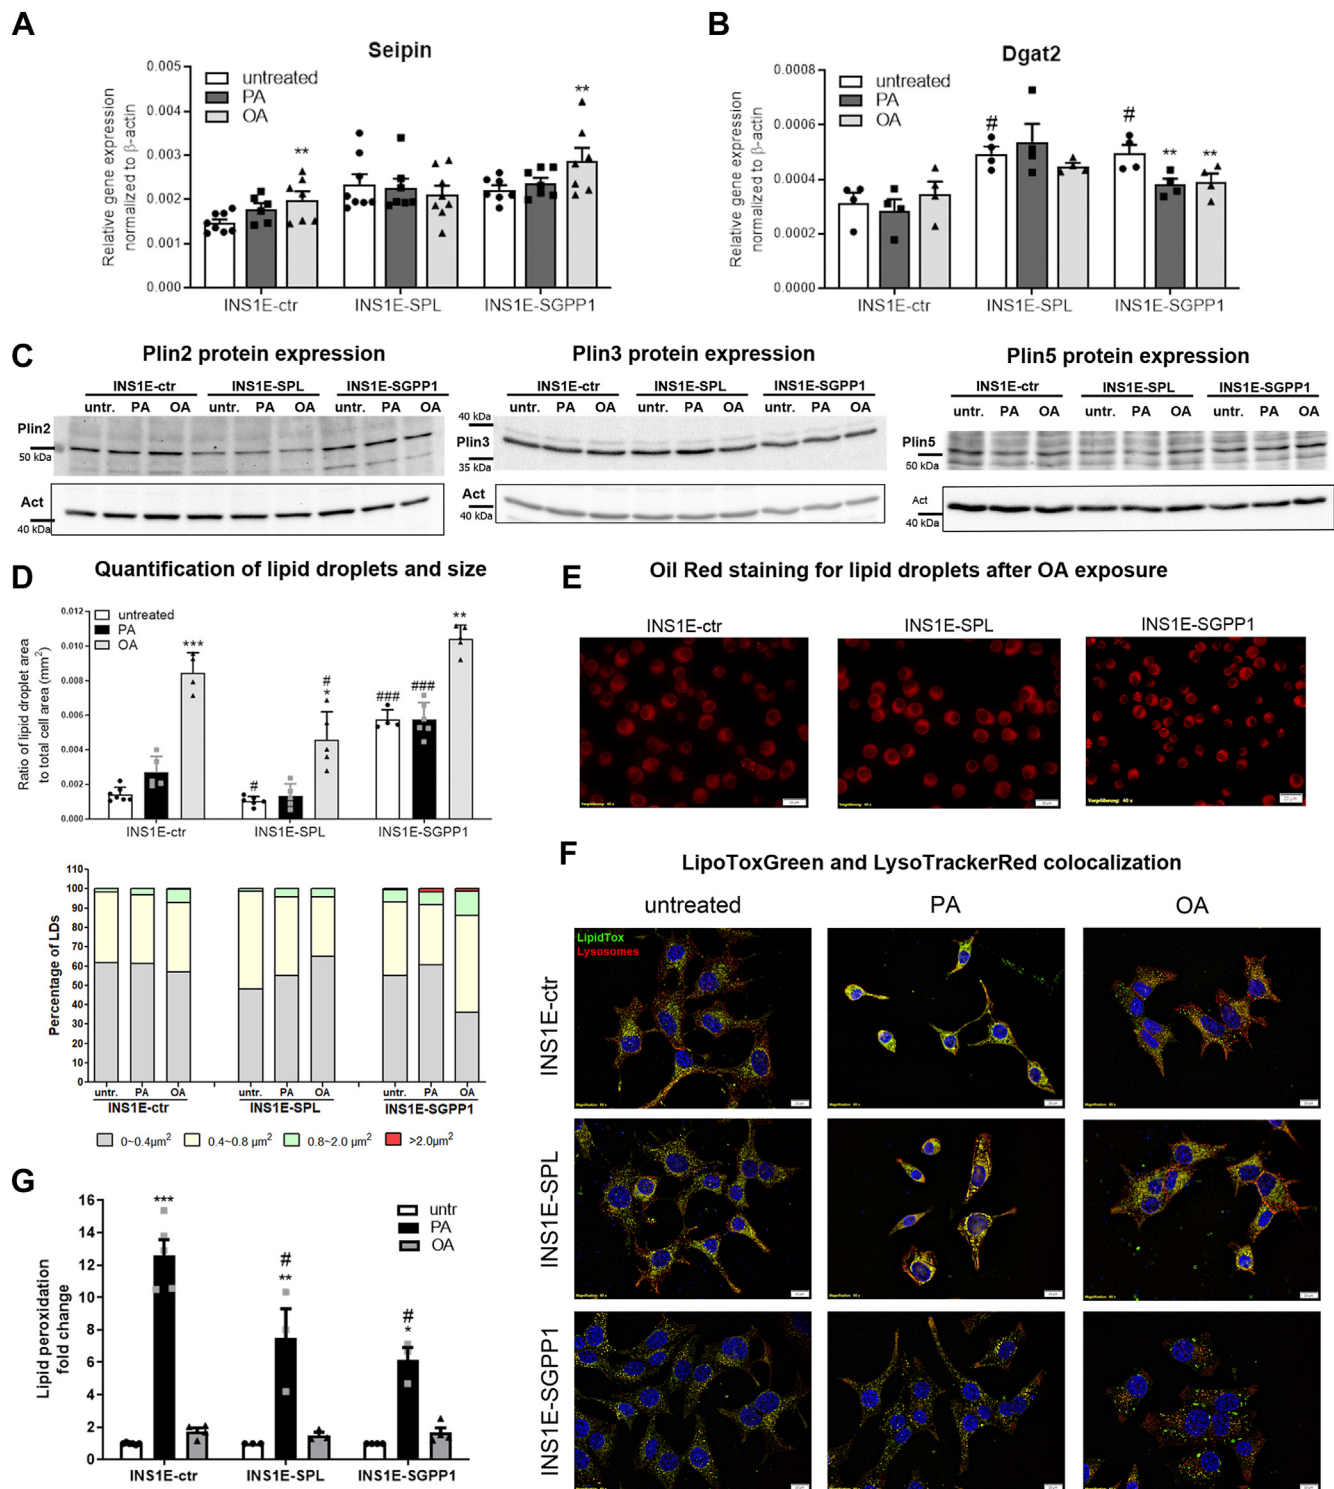 A
Seipin
Relative gene expression
normalized to β-actin
0.005
0.004
0.003
0.002
0.001
0.000
untreated
PA
OA
**
**
INS1E-ctr
INS1E-SPL
INS1E-SGPP1
B
Dgat2
Relative gene expression
normalized to β-actin
0.0008
0.0006
0.0004
0.0002
0.0000
untreated
PA
OA
#
#
**
**
INS1E-ctr
INS1E-SPL
INS1E-SGPP1
C
Plin2 protein expression
INS1E-ctr
INS1E-SPL
INS1E-SGPP1
untr. PA OA untr. PA OA untr. PA OA
Plin2
50 kDa
Act
40 kDa
Plin3 protein expression
INS1E-ctr
INS1E-SPL
INS1E-SGPP1
untr. PA OA untr. PA OA untr. PA OA
40 kDa
Plin3
35 kDa
Act
40 kDa
Plin5 protein expression
INS1E-ctr
INS1E-SPL
INS1E-SGPP1
untr. PA OA untr. PA OA untr. PA OA
Plin5
50 kDa
Act
40 kDa
D
Quantification of lipid droplets and size
Ratio of lipid droplet area
to total cell area (mm²)
0.012
0.010
0.008
0.006
0.004
0.002
0.000
untreated
PA
OA
***
#
#
*
###
###
**
INS1E-ctr
INS1E-SPL
INS1E-SGPP1
Percentage of LDs
110
100
90
80
70
60
50
40
30
20
10
0
untr. PA OA untr. PA OA untr. PA OA
INS1E-ctr
INS1E-SPL
INS1E-SGPP1
0~0.4µm²
0.4~0.8 µm²
0.8~2.0 µm²
>2.0µm²
E
Oil Red staining for lipid droplets after OA exposure
INS1E-ctr
INS1E-SPL
INS1E-SGPP1
Vergrößerung: 40 x
Vergrößerung: 40 x
Vergrößerung: 40 x
F
LipoToxGreen and LysoTrackerRed colocalization
untreated
PA
OA
LipidTox
Lysosomes
INS1E-ctr
INS1E-SPL
INS1E-SGPP1
G
Lipid peroxidation
fold change
16
14
12
10
8
6
4
2
0
untr
PA
OA
***
#
**
#
*
INS1E-ctr
INS1E-SPL
INS1E-SGPP1